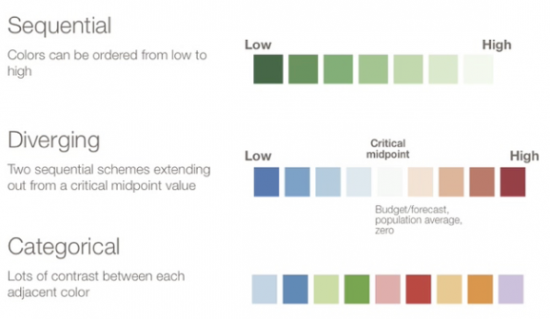 Sequential
Colors can be ordered from low to
high
Low
High
Diverging
Two sequential schemes extending
out from a critical midpoint value
Low
Critical
midpoint
High
Budget/forecast,
population average,
zero
Categorical
Lots of contrast between each
adjacent color